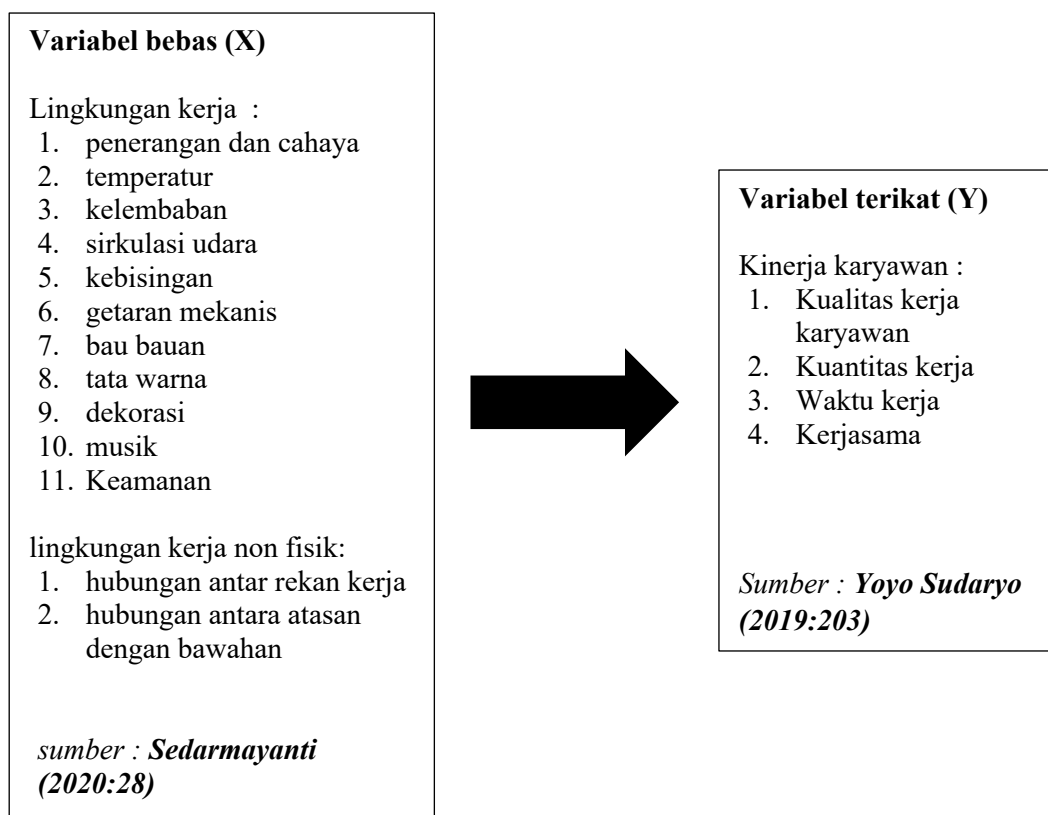 Variabel bebas (X)
Lingkungan kerja :
1. penerangan dan cahaya
2. temperatur
3. kelembaban
4. sirkulasi udara
5. kebisingan
6. getaran mekanis
7. bau bauan
8. tata warna
9. dekorasi
10. musik
11. Keamanan
lingkungan kerja non fisik:
1. hubungan antar rekan kerja
2. hubungan antara atasan
dengan bawahan
sumber : Sedarmayanti
(2020:28)
Variabel terikat (Y)
Kinerja karyawan :
1. Kualitas kerja
karyawan
2. Kuantitas kerja
3. Waktu kerja
4. Kerjasama
Sumber : Yoyo Sudaryo
(2019:203)